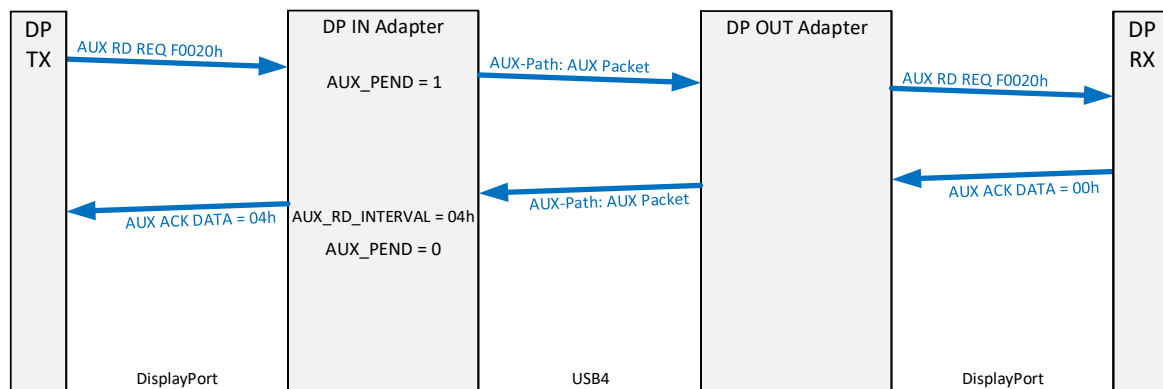 DP
TX
DP IN Adapter
DP OUT Adapter
DP
RX
AUX RD REQ F0020h
AUX-Path: AUX Packet
AUX_PEND = 1
AUX RD REQ F0020h
AUX ACK DATA = 00h
AUX-Path: AUX Packet
AUX ACK DATA = 04h
AUX_RD_INTERVAL = 04h
AUX_PEND = 0
DisplayPort
USB4
DisplayPort